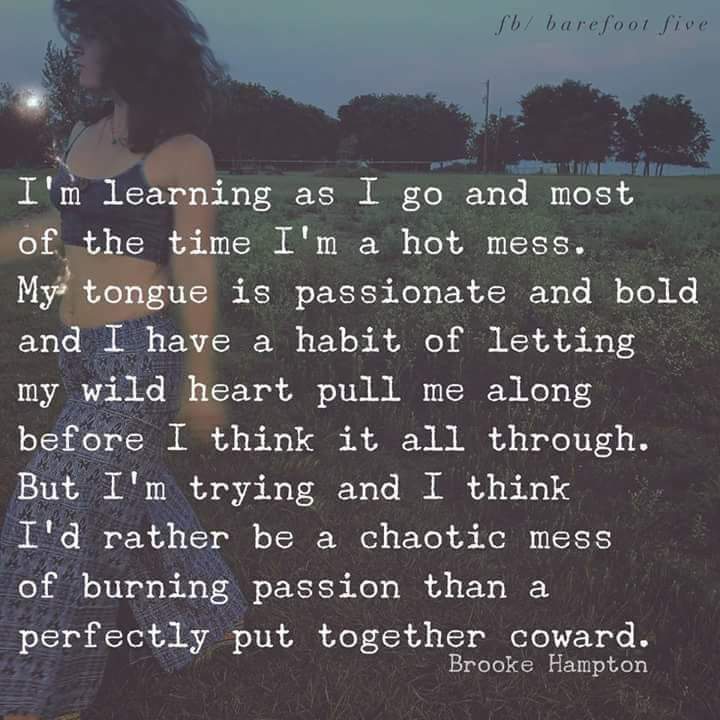 fb/ barefoot five
I'm learning as I go and most
of the time I'm a hot mess.
My tongue is passionate and bold
and I have a habit of letting
my wild heart pull me along
before I think it all through.
But I'm trying and I think
I'd rather be a chaotic mess
of burning passion than a
perfectly put together coward.
Brooke Hampton